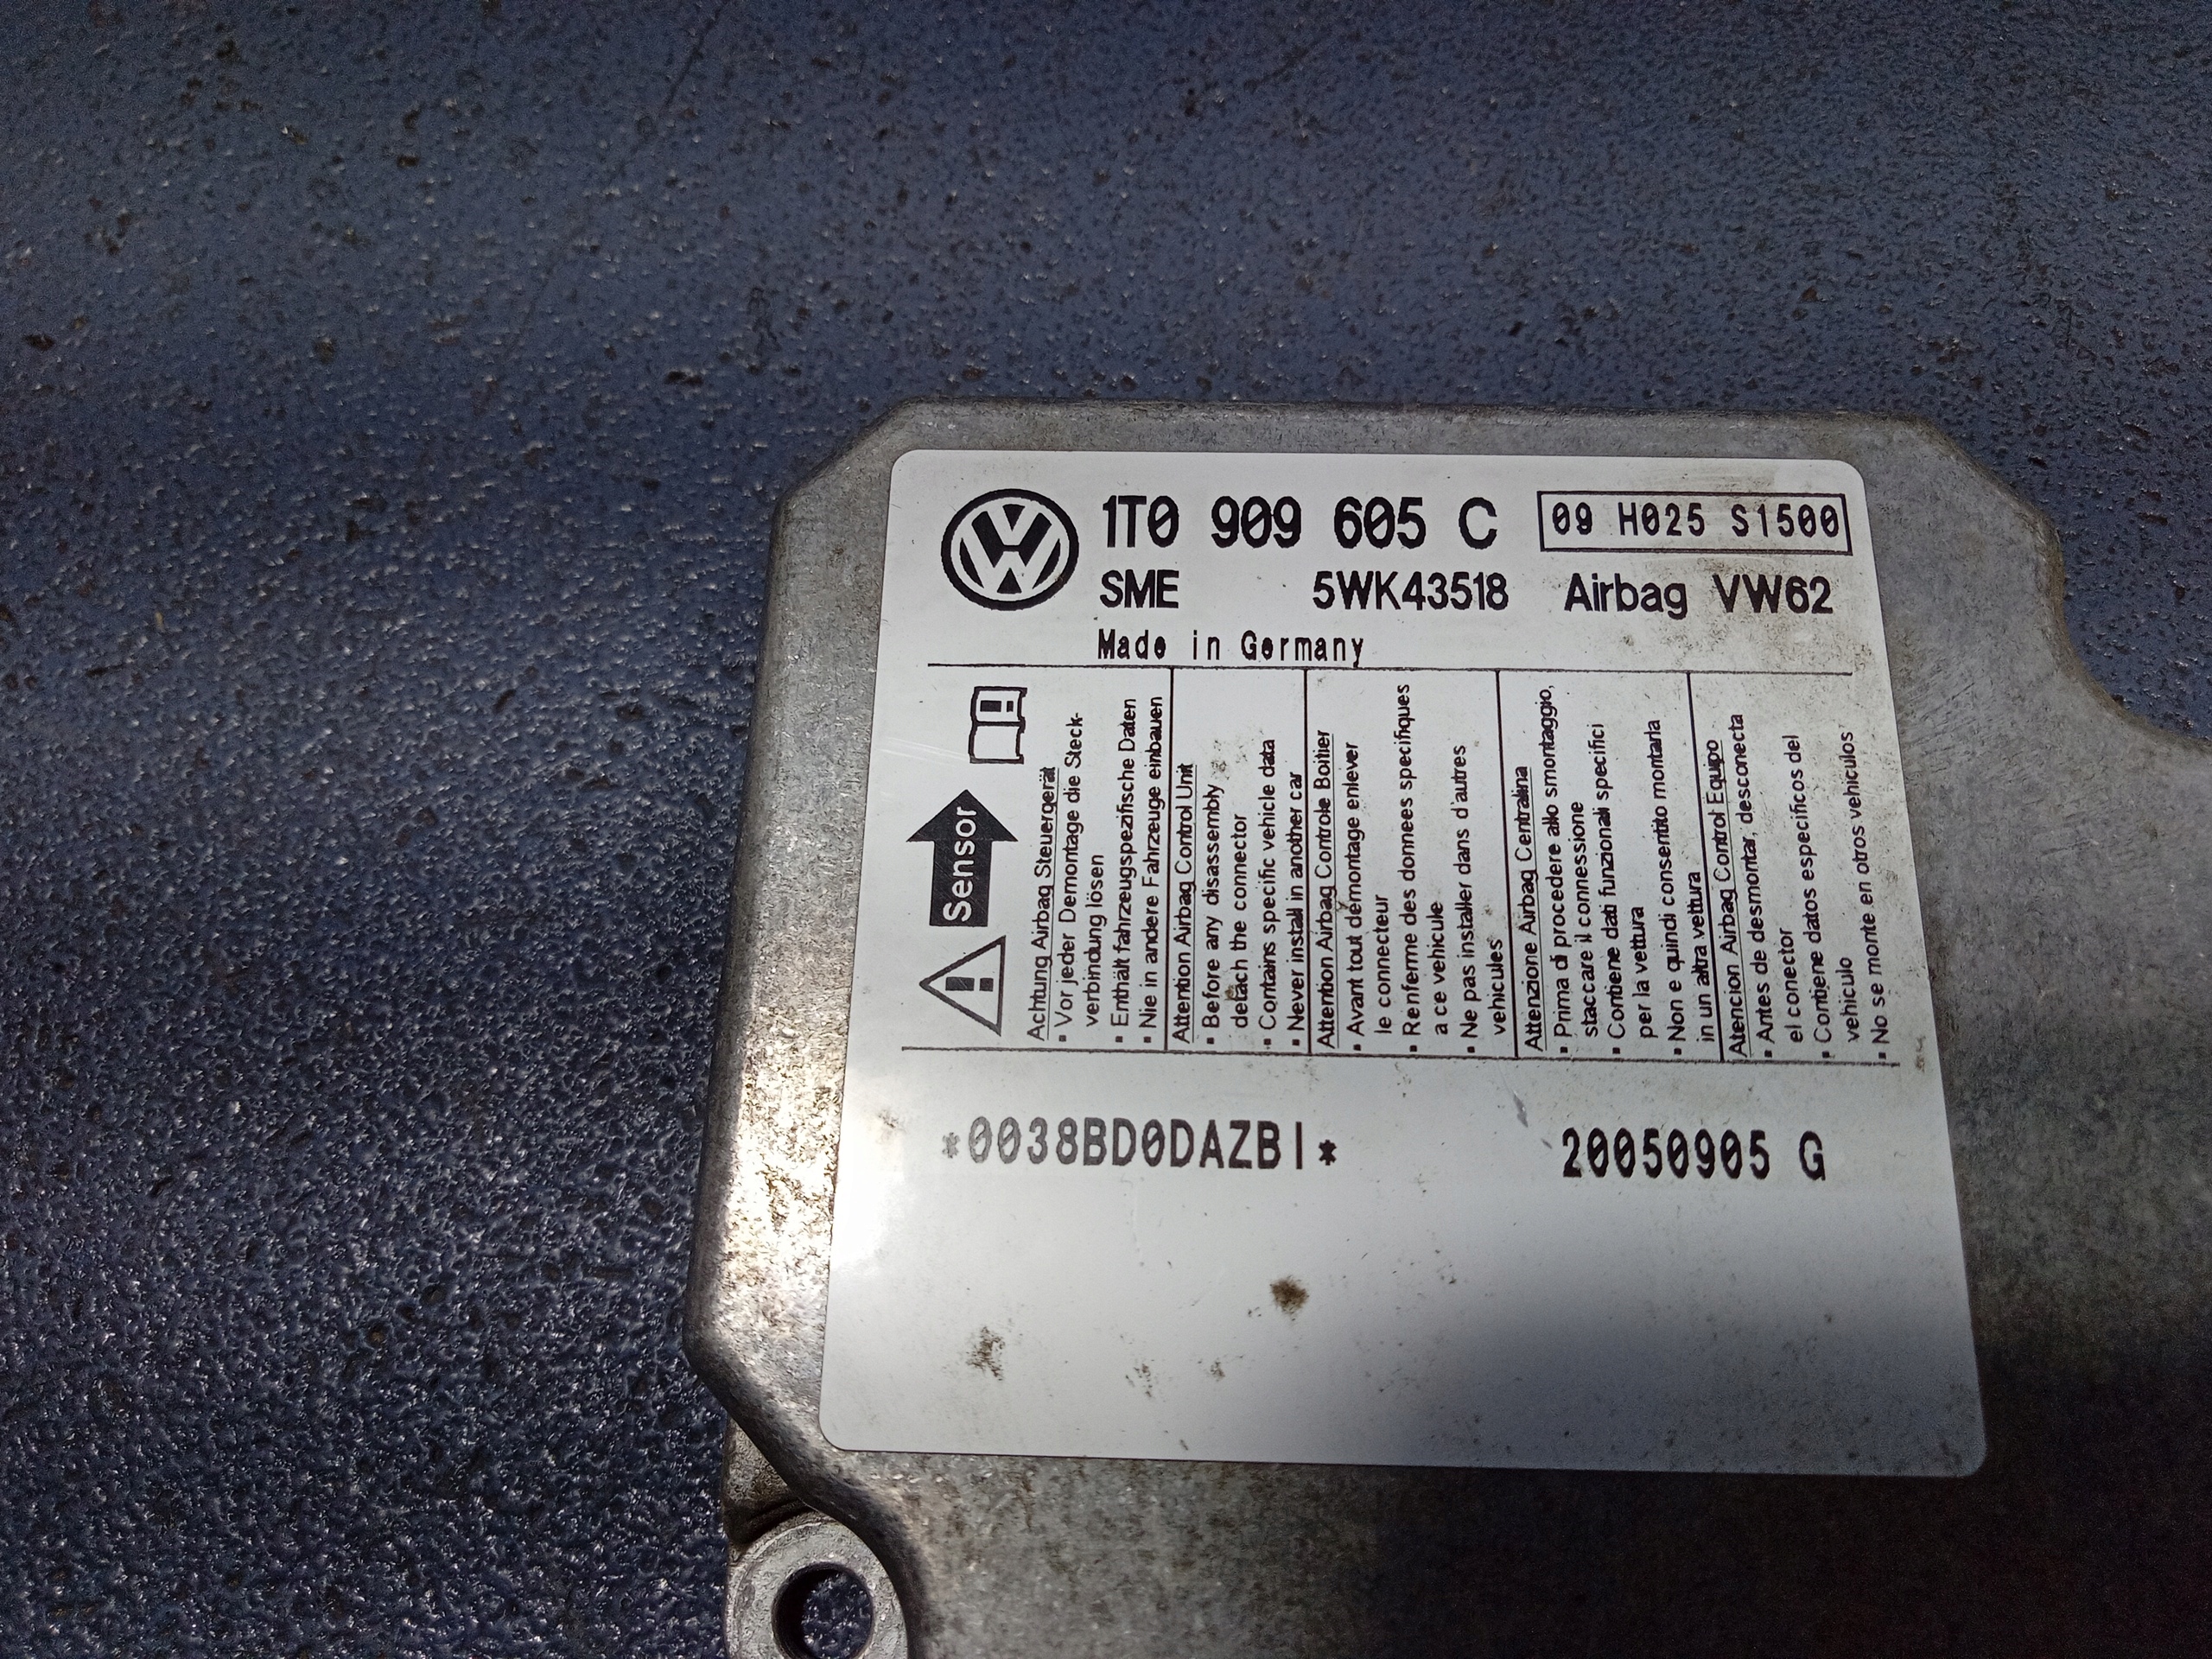 1T0 909 605 C
09 H025 S1500
SME 5WK43518 Airbag VW62
Made in Germany
Sensor
Achtung Airbag Steuergerät
▪ Vor jeder Demontage die Steck-
verbindung lösen
▪ Enthält fahrzeugspezifische Daten
▪ Nie in andere Fahrzeuge einbauen
Attention Airbag Control Unit
▪ Before any disassembly
detach the connector
▪ Contains specific vehicle data
▪ Never install in another car
Attention Airbag Controle Boitier
▪ Avant tout démontage enlever
le connecteur
▪ Renferme des donnees specifiques
a ce vehicule
▪ Ne pas installer dans d'autres
vehicules
Attenzione Airbag Centralina
▪ Prima di procedere allo smontaggio,
staccare il connessione
▪ Contiene dati funzionali specifici
per la vettura
▪ Non e quindi consentito montarla
in un altra vettura
Atencion Airbag Control Equipo
▪ Antes de desmontar, desconecta
el conector
▪ Contiene datos especificos del
vehiculo
▪ No se monte en otros vehiculos
*0038BD0DAZBI*
20050905 G